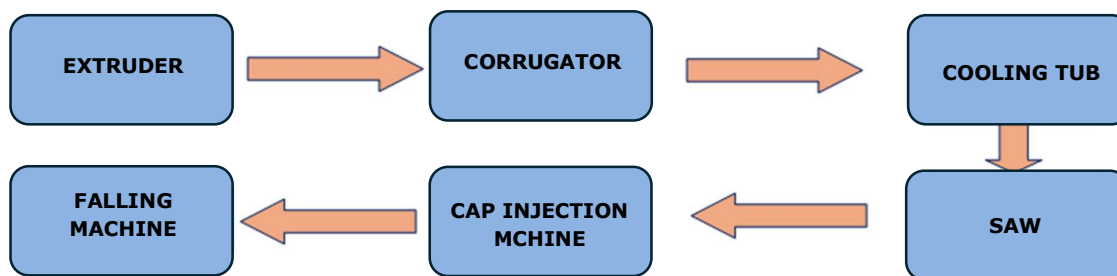 EXTRUDER
CORRUGATOR
COOLING TUB
FALLING
MACHINE
CAP INJECTION
MCHINE
SAW